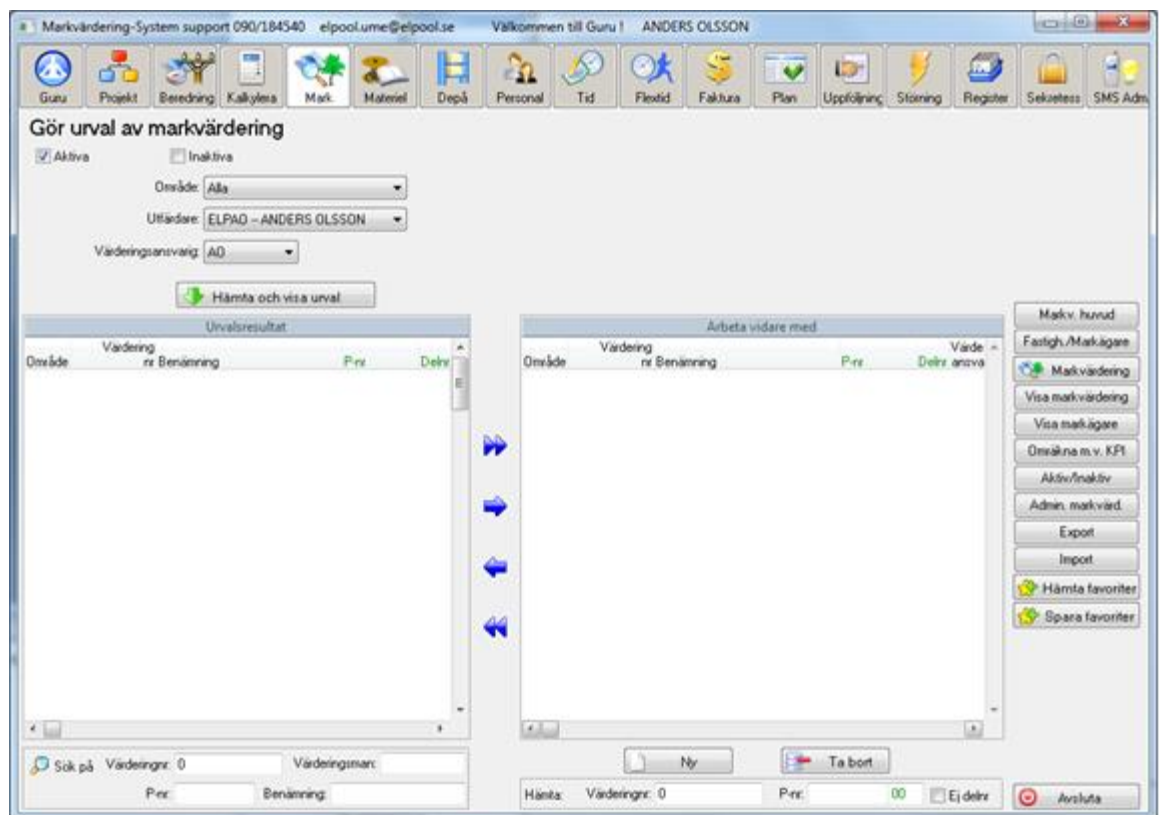 Markvärdering-System support 090/184540 elpool.ume@elpool.se Välkommen till Guru ! ANDERS OLSSON
Guru Projekt Beredning Kalkylera Mark Materiel Depå Personal Tid Flextid Faktura Plan Uppföljning Störning Register Sekretess SMS Adm.
Gör urval av markvärdering
Aktiva Inaktiva
Område: Alla
Utfärdare: ELPAO - ANDERS OLSSON
Värderingsansvarig: AO
Hämta och visa urval
Urvalsresultat
Område Värdering nr Benämning P-nr Delnr
Arbeta vidare med
Område Värdering nr Benämning P-nr Delnr Värde ansva
Markv. huvud
Fastigh./Markägare
Markvärdering
Visa markvärdering
Visa markägare
Omräkna m.v. KPI
Aktiv/Inaktiv
Admin. markvärd.
Export
Import
Hämta favoriter
Spara favoriter
Sök på Värderingnr: 0 Värderingsman:
P-nr: Benämning:
Ny Ta bort
Hämta: Värderingnr: 0 P-nr: 00 Ej delnr
Avsluta